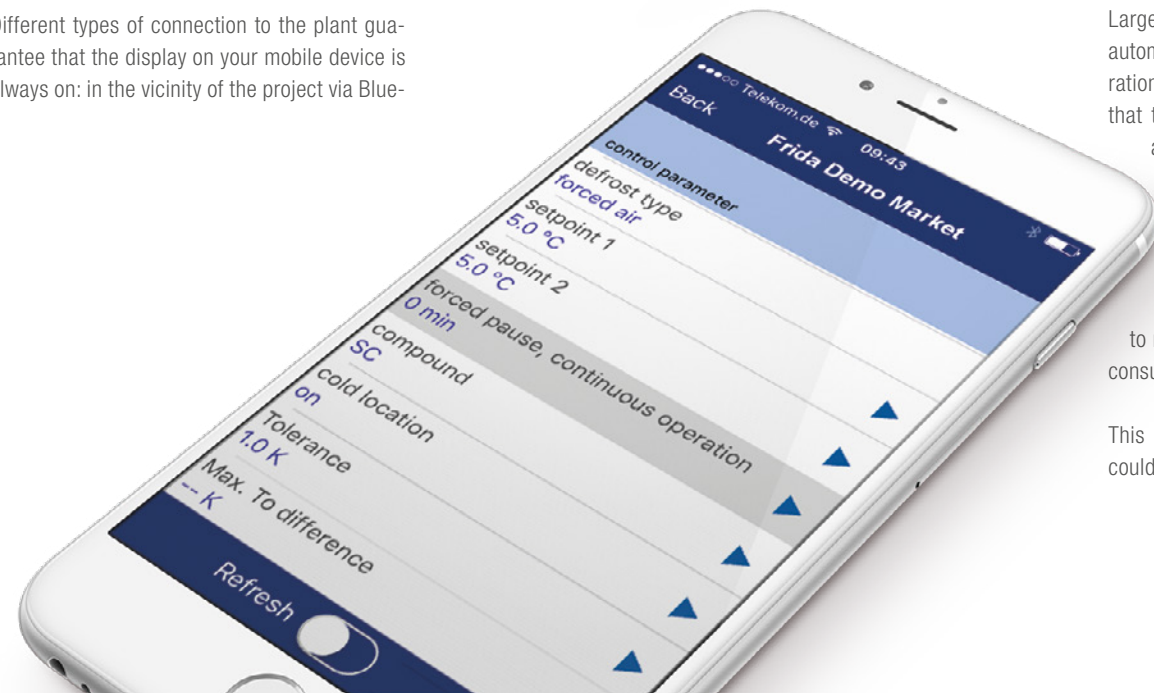 ifferent types of connection to the plant gua-
antee that the display on your mobile device is
lways on: in the vicinity of the project via Blue-
Telekom.de 09:43
Back Frida Demo Market
control parameter
defrost type
forced air
setpoint 1
5.0 °C
setpoint 2
5.0 °C
forced pause, continuous operation
0 min
compound
SC
cold location
on
Tolerance
1.0 K
Max. To difference
-- K
Refresh
Large
autom
ration
that t
a
to
consu
This
could